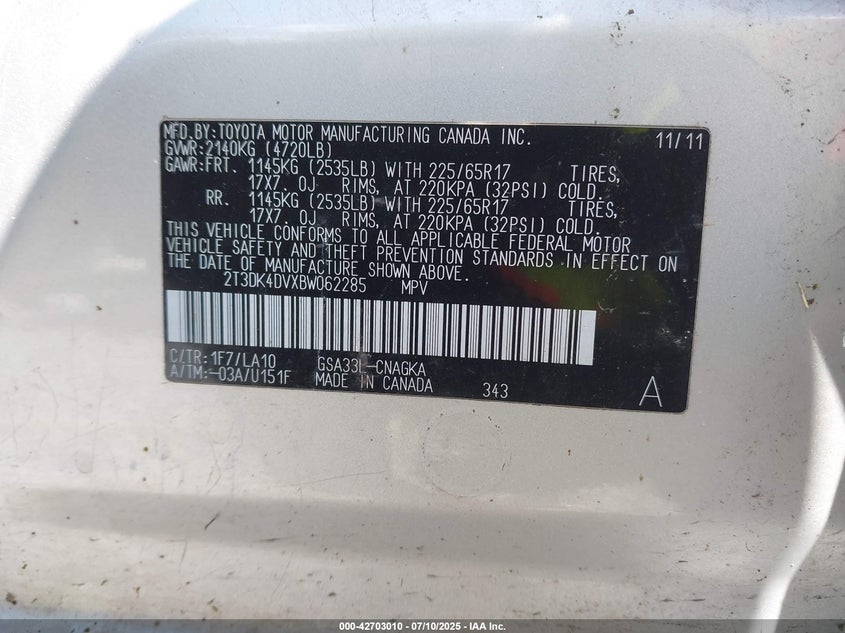 MFD.BY:TOYOTA MOTOR MANUFACTURING CANADA INC. 11/11
GVWR:2140KG (4720LB)
GAWR:FRT. 1145KG (2535LB) WITH 225/65R17 TIRES,
17X7. OJ RIMS, AT 220KPA (32PSI) COLD.
RR. 1145KG (2535LB) WITH 225/65R17 TIRES,
17X7. OJ RIMS, AT 220KPA (32PSI) COLD.
THIS VEHICLE CONFORMS TO ALL APPLICABLE FEDERAL MOTOR
VEHICLE SAFETY AND THEFT PREVENTION STANDARDS IN EFFECT ON
THE DATE OF MANUFACTURE SHOWN ABOVE.
2T3DK4DVXBW062285 MPV
C/TR:1F7/LA10 GSA33L-CNAGKA
A/TM:-03A/U151F MADE IN CANADA 343 A
000-42703010 - 07/10/2025 - IAA Inc.